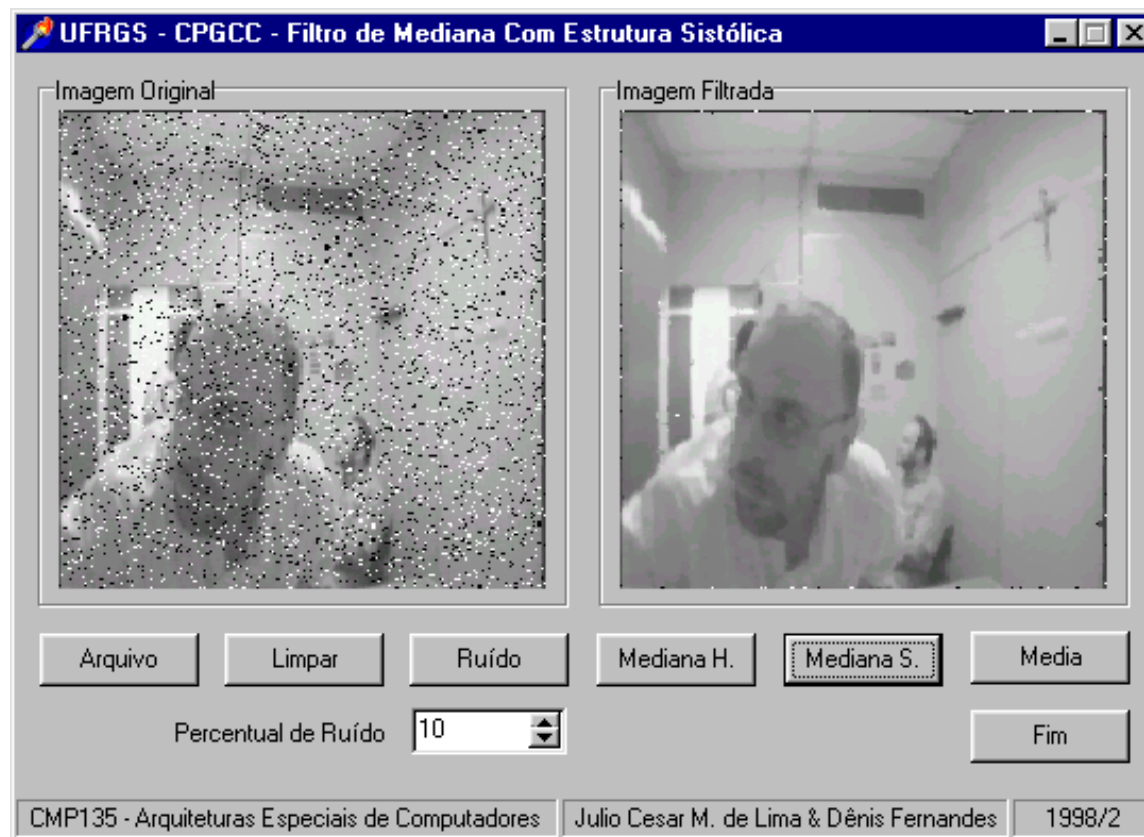 UFRGS - CPGCC - Filtro de Mediana Com Estrutura Sistólica
Imagem Original
Imagem Filtrada
Arquivo
Limpar
Ruído
Mediana H.
Mediana S.
Media
Percentual de Ruído
10
Fim
CMP135 - Arquiteturas Especiais de Computadores
Julio Cesar M. de Lima & Dênis Fernandes
1998/2